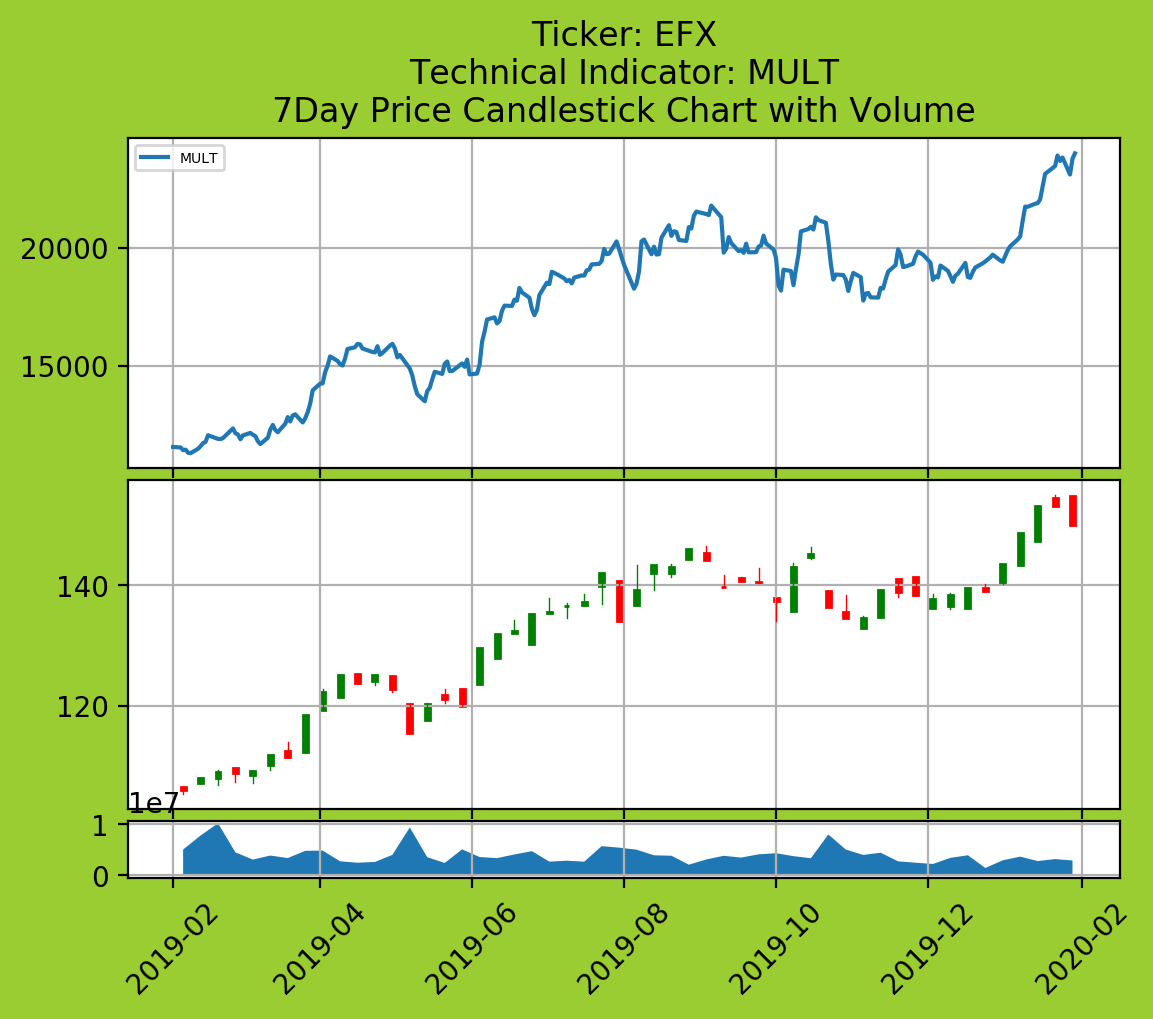 Ticker: EFX
Technical Indicator: MULT
7Day Price Candlestick Chart with Volume
MULT
20000
15000
140
120
1e7
1
0
2019-02
2019-04
2019-06
2019-08
2019-10
2019-12
2020-02